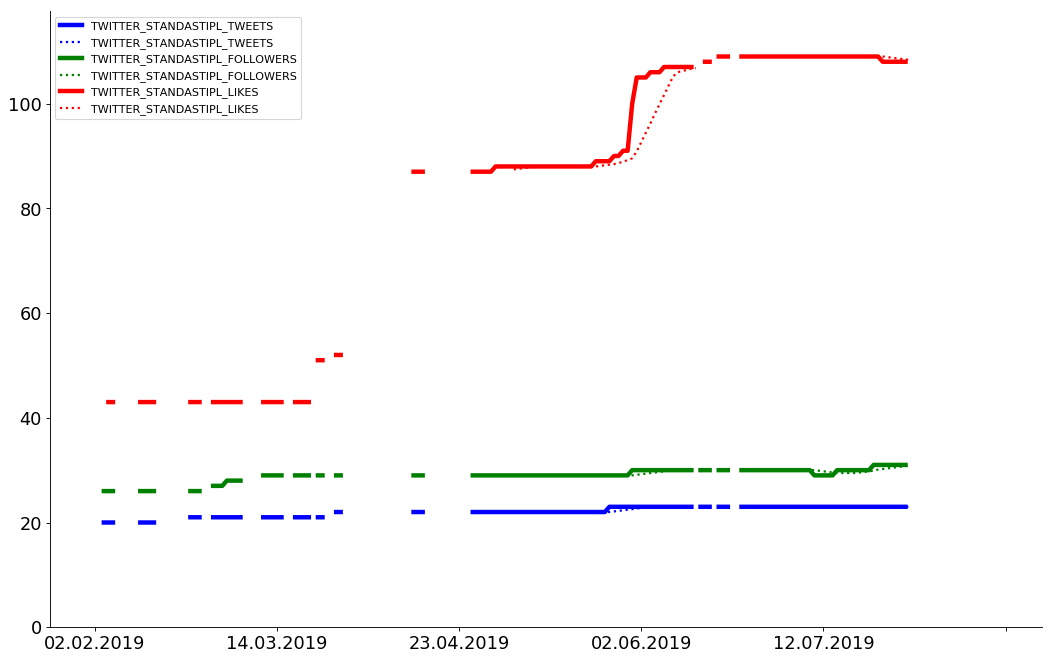 TWITTER_STANDASTIPL_TWEETS
TWITTER_STANDASTIPL_TWEETS
TWITTER_STANDASTIPL_FOLLOWERS
TWITTER_STANDASTIPL_FOLLOWERS
TWITTER_STANDASTIPL_LIKES
TWITTER_STANDASTIPL_LIKES
100
80
60
40
20
0
02.02.2019 14.03.2019 23.04.2019 02.06.2019 12.07.2019